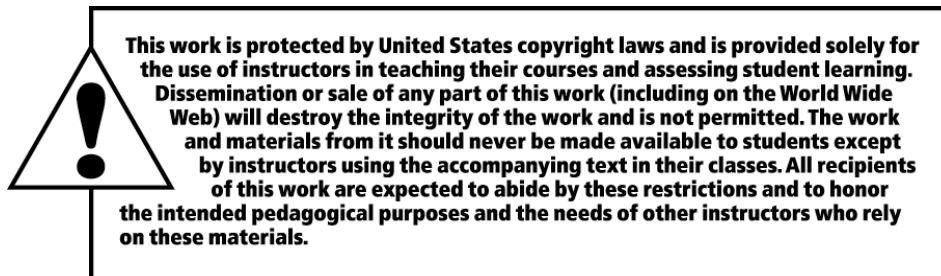 This work is protected by United States copyright laws and is provided solely for
the use of instructors in teaching their courses and assessing student learning.
Dissemination or sale of any part of this work (including on the World Wide
Web) will destroy the integrity of the work and is not permitted. The work
and materials from it should never be made available to students except
by instructors using the accompanying text in their classes. All recipients
of this work are expected to abide by these restrictions and to honor
the intended pedagogical purposes and the needs of other instructors who rely
on these materials.